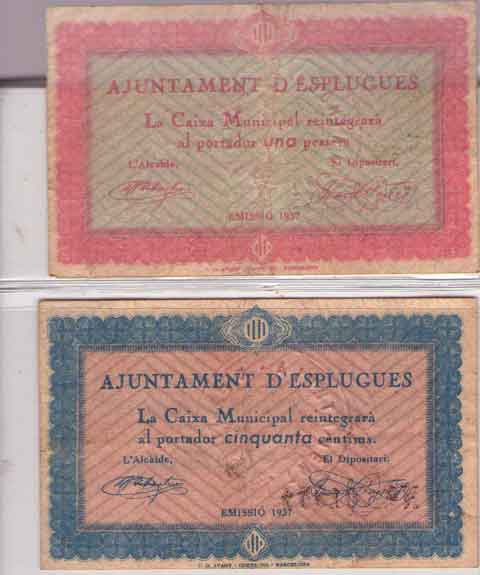 AJUNTAMENT D'ESPLUGUES
La Caixa Municipal reintegrarà
al portador una pesseta
L'Alcalde, El Dipositari,
EMISSIÓ 1937
AJUNTAMENT D'ESPLUGUES
La Caixa Municipal reintegrarà
al portador cinquanta cèntims.
L'Alcalde, El Dipositari,
EMISSIÓ 1937
BARCELONA